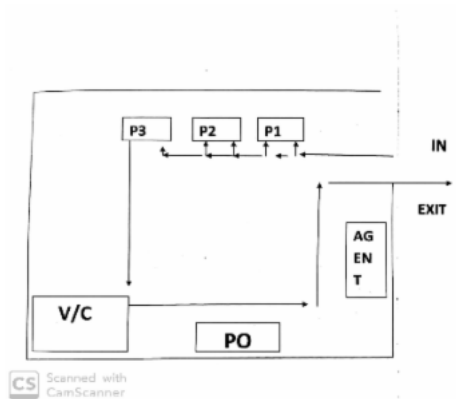 P3 P2 P1
IN
EXIT
AG
EN
T
V/C
PO
CS Scanned with
CamScanner